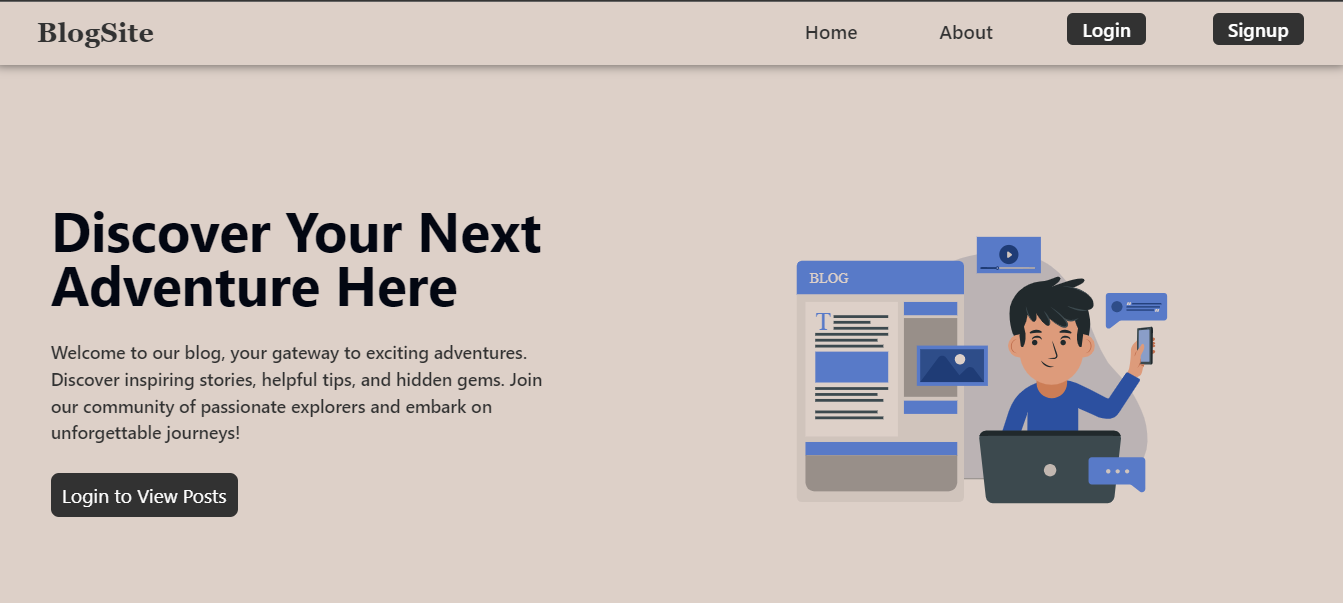 BlogSite
Home
About
Login
Signup
Discover Your Next
Adventure Here
Welcome to our blog, your gateway to exciting adventures.
Discover inspiring stories, helpful tips, and hidden gems. Join
our community of passionate explorers and embark on
unforgettable journeys!
Login to View Posts
BLOG
T